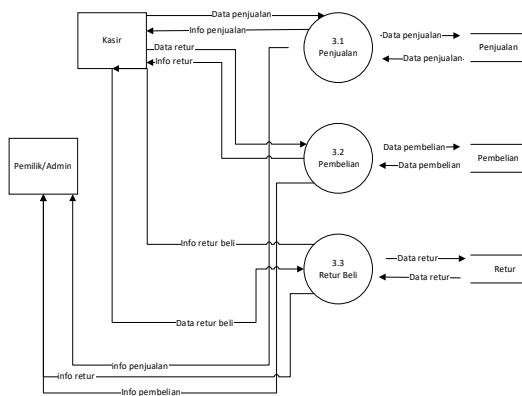 Data penjualan
Kasir
Info penjualan
3.1
Penjualan
Data penjualan
Penjualan
Data retur
Info retur
Data penjualan
3.2
Pembelian
Data pembelian
Pembelian
Data pembelian
Pemilik/Admin
Info retur beli
3.3
Retur Beli
Data retur
Retur
Data retur
Data retur beli
info penjualan
info retur
Info pembelian